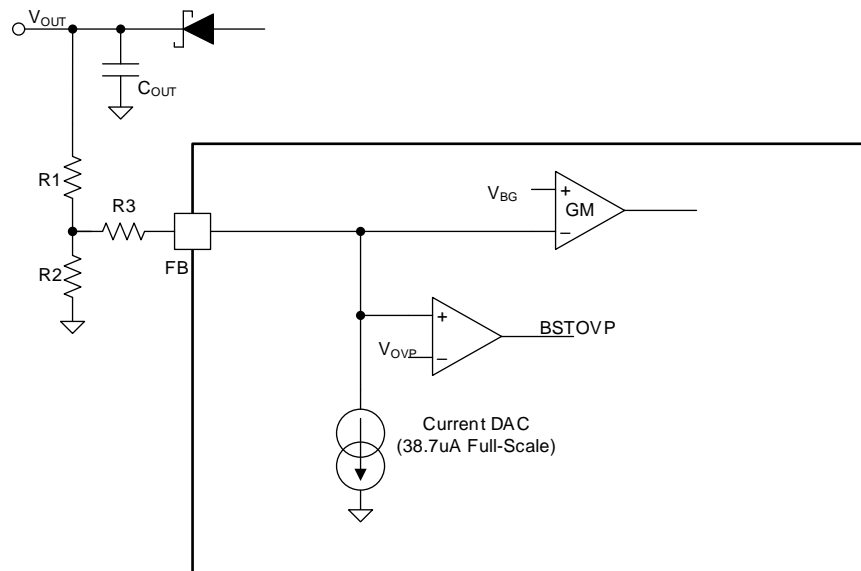 VOUT
COUT
R1
R3
R2
FB
VBG
+
GM
−
+
VOVP
−
BSTOVP
Current DAC
(38.7uA Full-Scale)